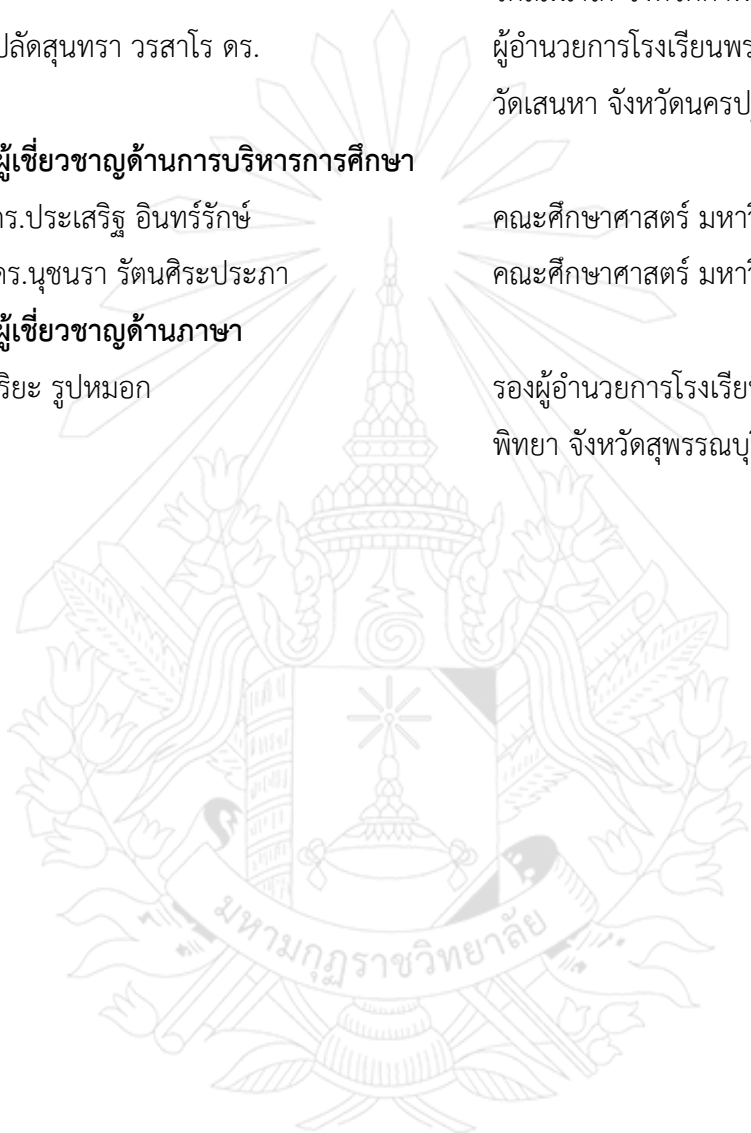 ปลัดสุนทรา วรสาโร ดร. ผู้อำนวยการโรงเรียนพร
วัดเสนหา จังหวัดนครป
ผู้เชี่ยวชาญด้านการบริหารการศึกษา
ดร.ประเสริฐ อินทร์รักษ์ คณะศึกษาศาสตร์ มหาวิ
ดร.นุชนรา รัตนศิระประภา คณะศึกษาศาสตร์ มหาวิ
ผู้เชี่ยวชาญด้านภาษา
ริยะ รูปหมอก รองผู้อำนวยการโรงเรีย
พิทยา จังหวัดสุพรรณบุ
มหามกุฏราชวิทยาลัย